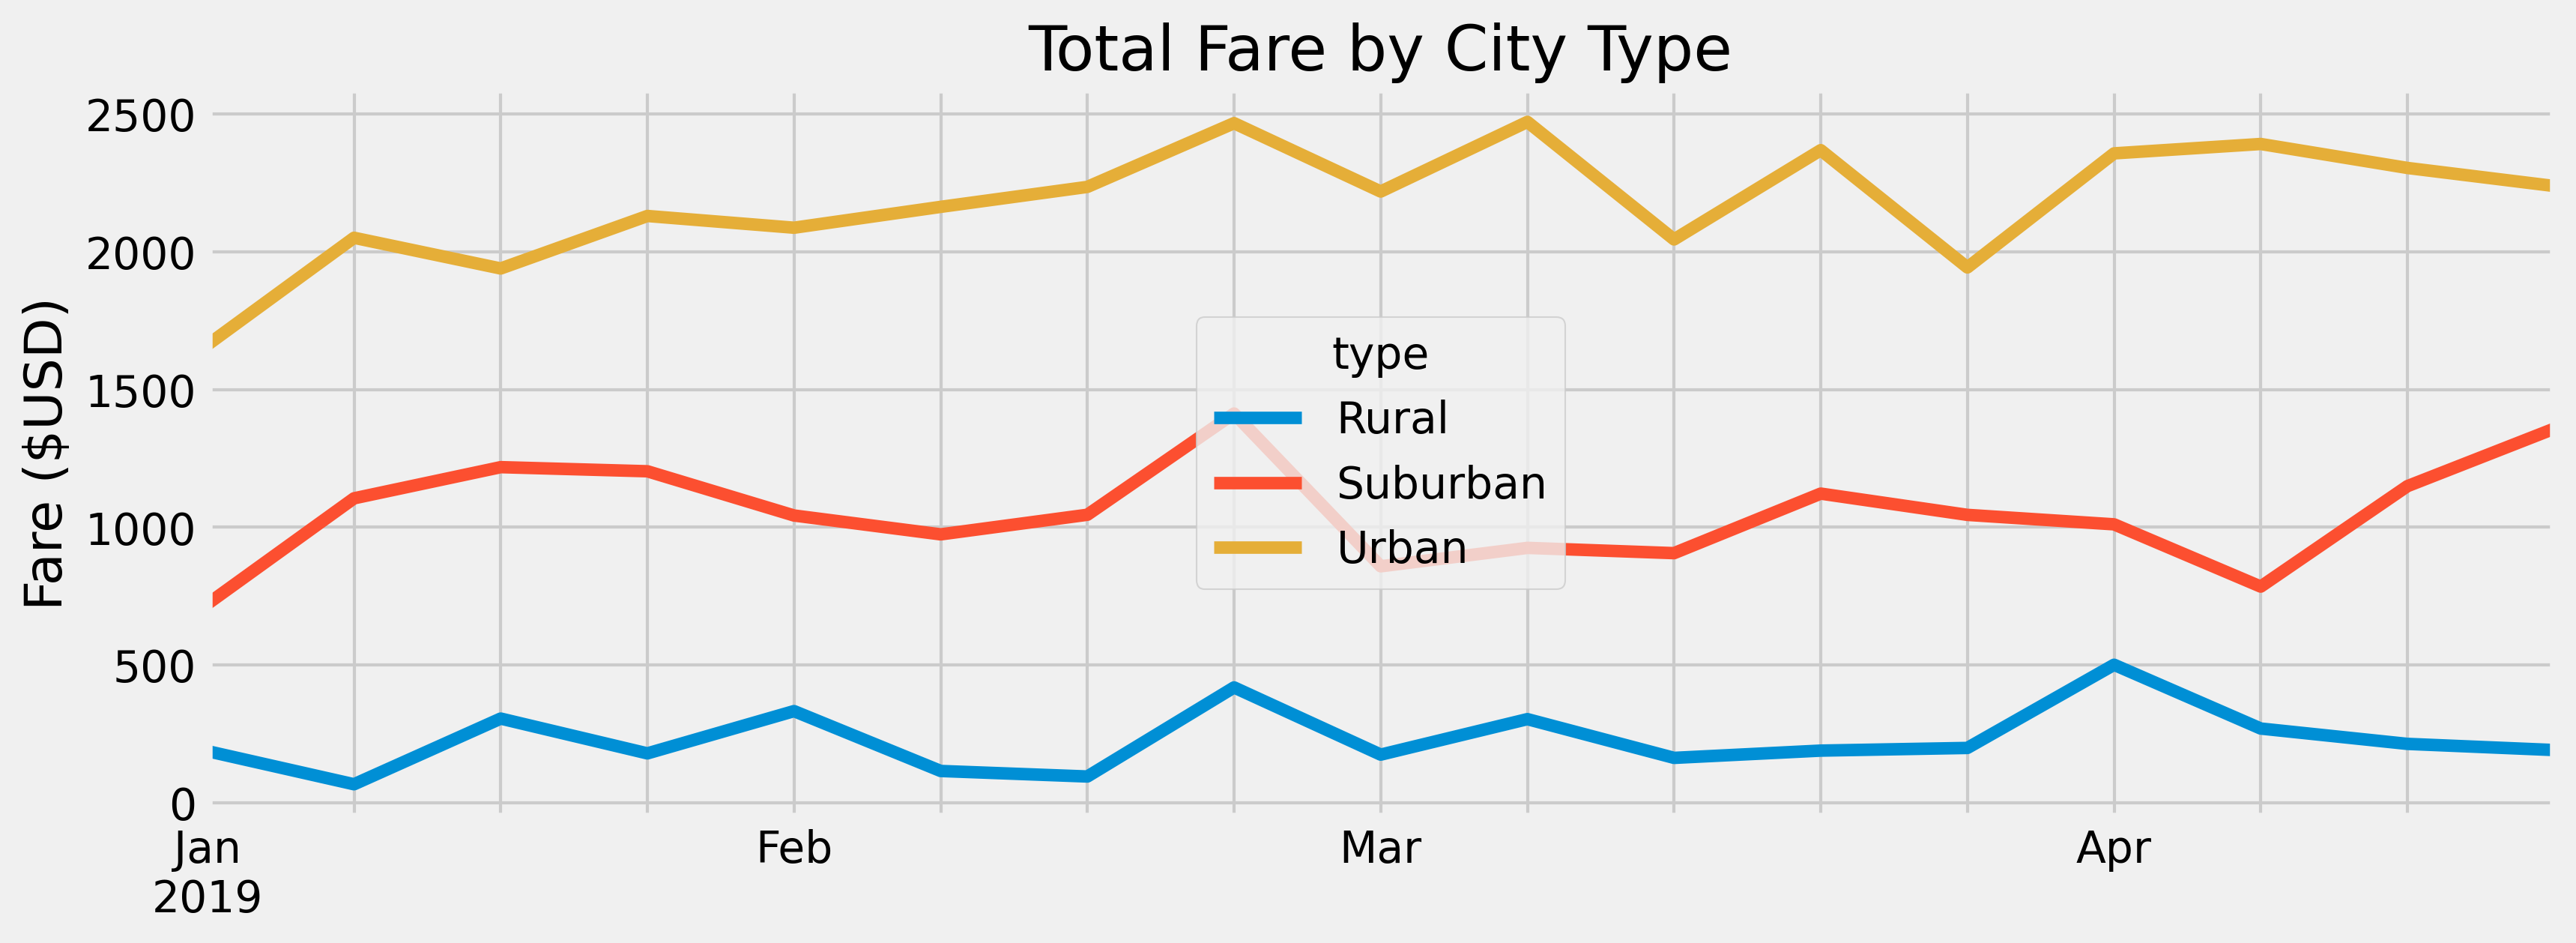 Total Fare by City Type
Fare ($USD)
2500
2000
1500
1000
500
0
type
Rural
Suburban
Urban
Jan Feb Mar Apr
2019